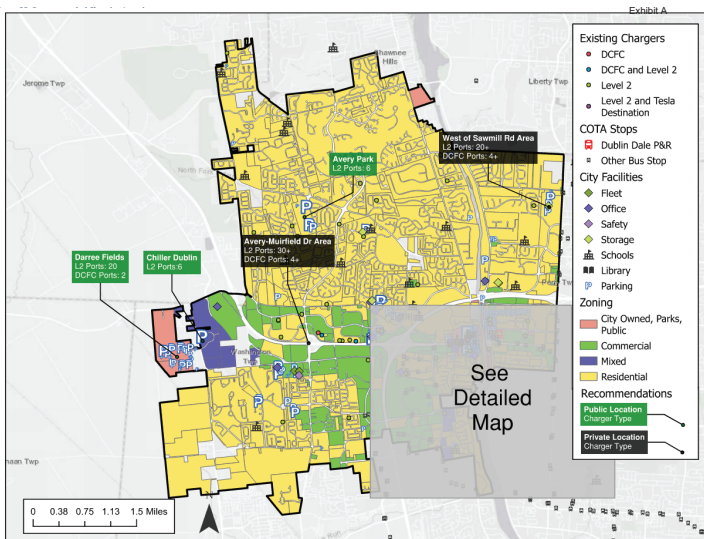 Exhibit A
Existing Chargers
DCFC
DCFC and Level 2
Level 2
Level 2 and Tesla
Destination
COTA Stops
Dublin Dale P&R
Other Bus Stop
City Facilities
Fleet
Office
Safety
Storage
Schools
Library
Parking
Zoning
City Owned, Parks,
Public
Commercial
Mixed
Residential
Recommendations
Public Location
Charger Type
Private Location
Charger Type
Shawnee
Hills
Jerome Twp
Liberty Twp
West of Sawmill Rd Area
L2 Ports: 20+
DCFC Ports: 4+
Avery Park
L2 Ports: 6
Avery-Muirfield Dr Area
L2 Ports: 30+
DCFC Ports: 4+
Darree Fields
L2 Ports: 20
DCFC Ports: 2
Chiller Dublin
L2 Ports:6
Washington
Twp
See
Detailed
Map
N
0 0.38 0.75 1.13 1.5 Miles